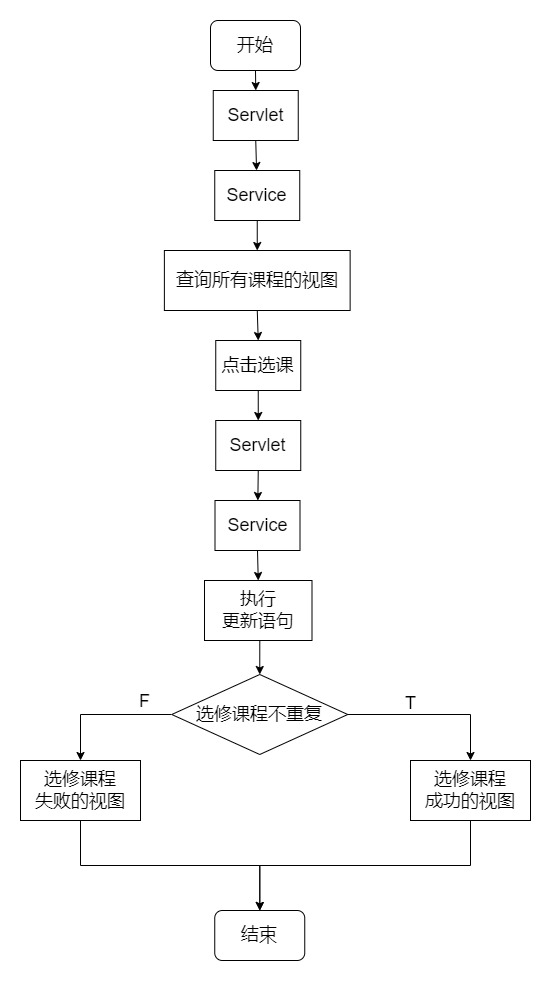 开始
Servlet
Service
查询所有课程的视图
点击选课
Servlet
Service
执行
更新语句
选修课程不重复
F
T
选修课程
失败的视图
选修课程
成功的视图
结束